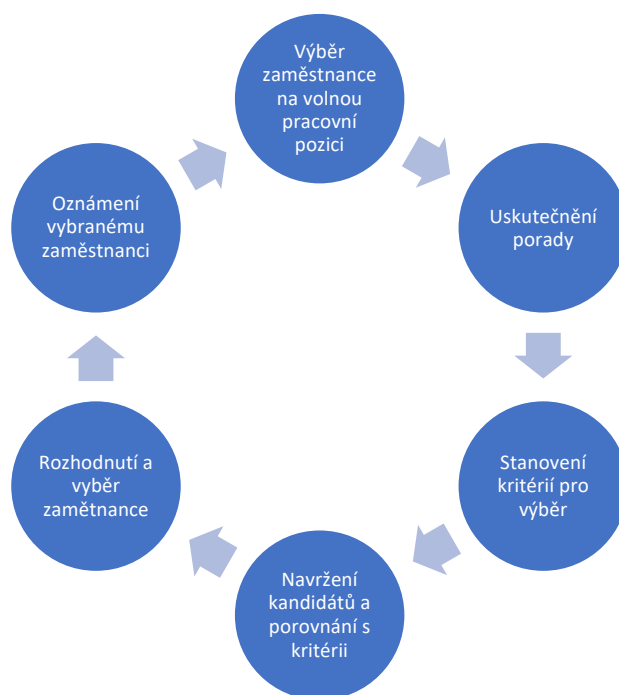 Výběr
zaměstnance
na volnou
pracovní
pozici
Uskutečnění
porady
Stanovení
kritérií pro
výběr
Navržení
kandidátů a
porovnání s
kritérii
Rozhodnutí a
vyběr
zamětnance
Oznámení
vybranému
zaměstnanci